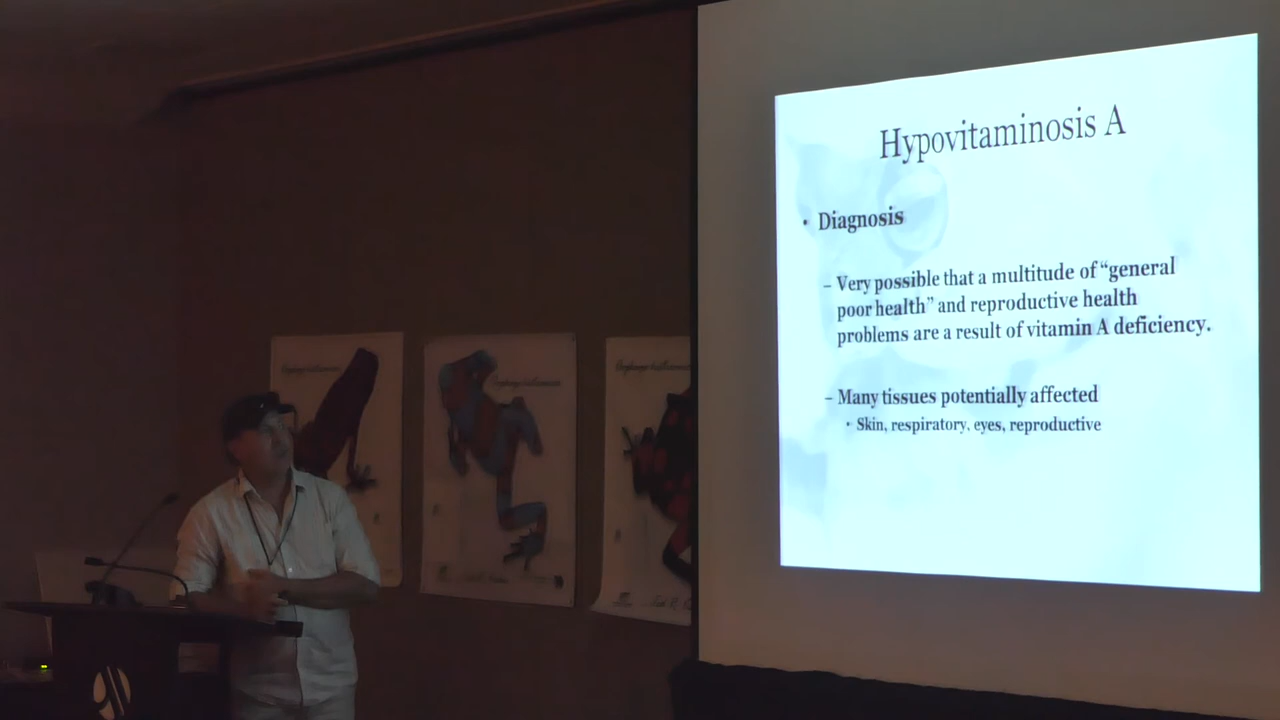 Hypovitaminosis A
• Diagnosis
– Very possible that a multitude of “general
poor health” and reproductive health
problems are a result of vitamin A deficiency.
– Many tissues potentially affected
• Skin, respiratory, eyes, reproductive